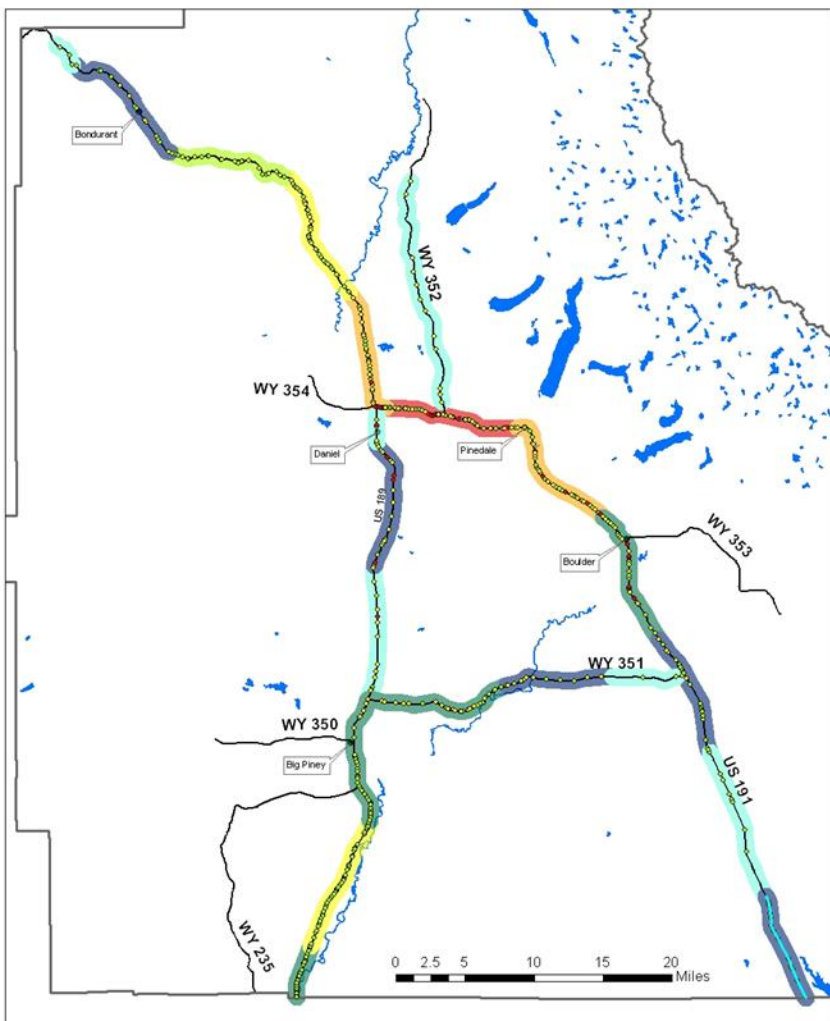 Bondurant
WY 352
WY 354
Daniel
Pinedale
US 189
WY 353
Boulder
WY 351
WY 350
Big Piney
US 191
WY 235
0 2.5 5 10 15 20
Miles